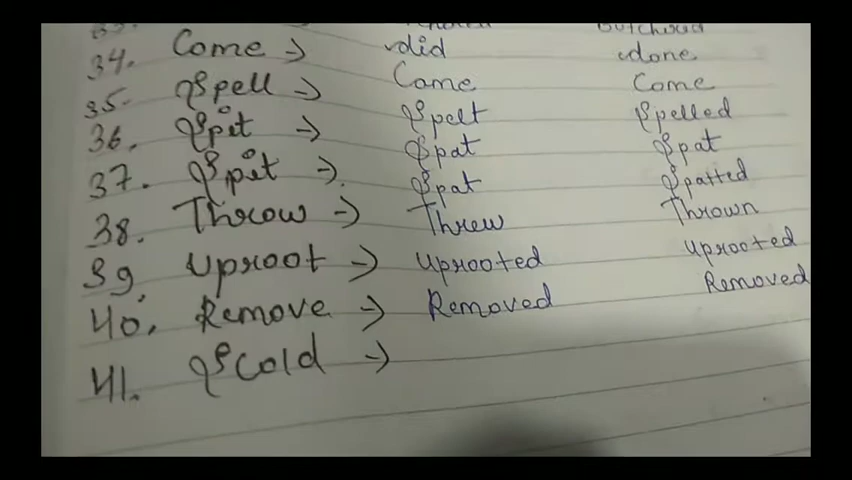 34. Come → did done
35. Spell → Came Come
36. Spit → Spelt Spelled
37. Spit → Spat Spat
38. Throw → Spat Spatted
39. Uproot → Threw Thrown
40. Remove → Uprooted Uprooted
41. Scold → Removed Removed